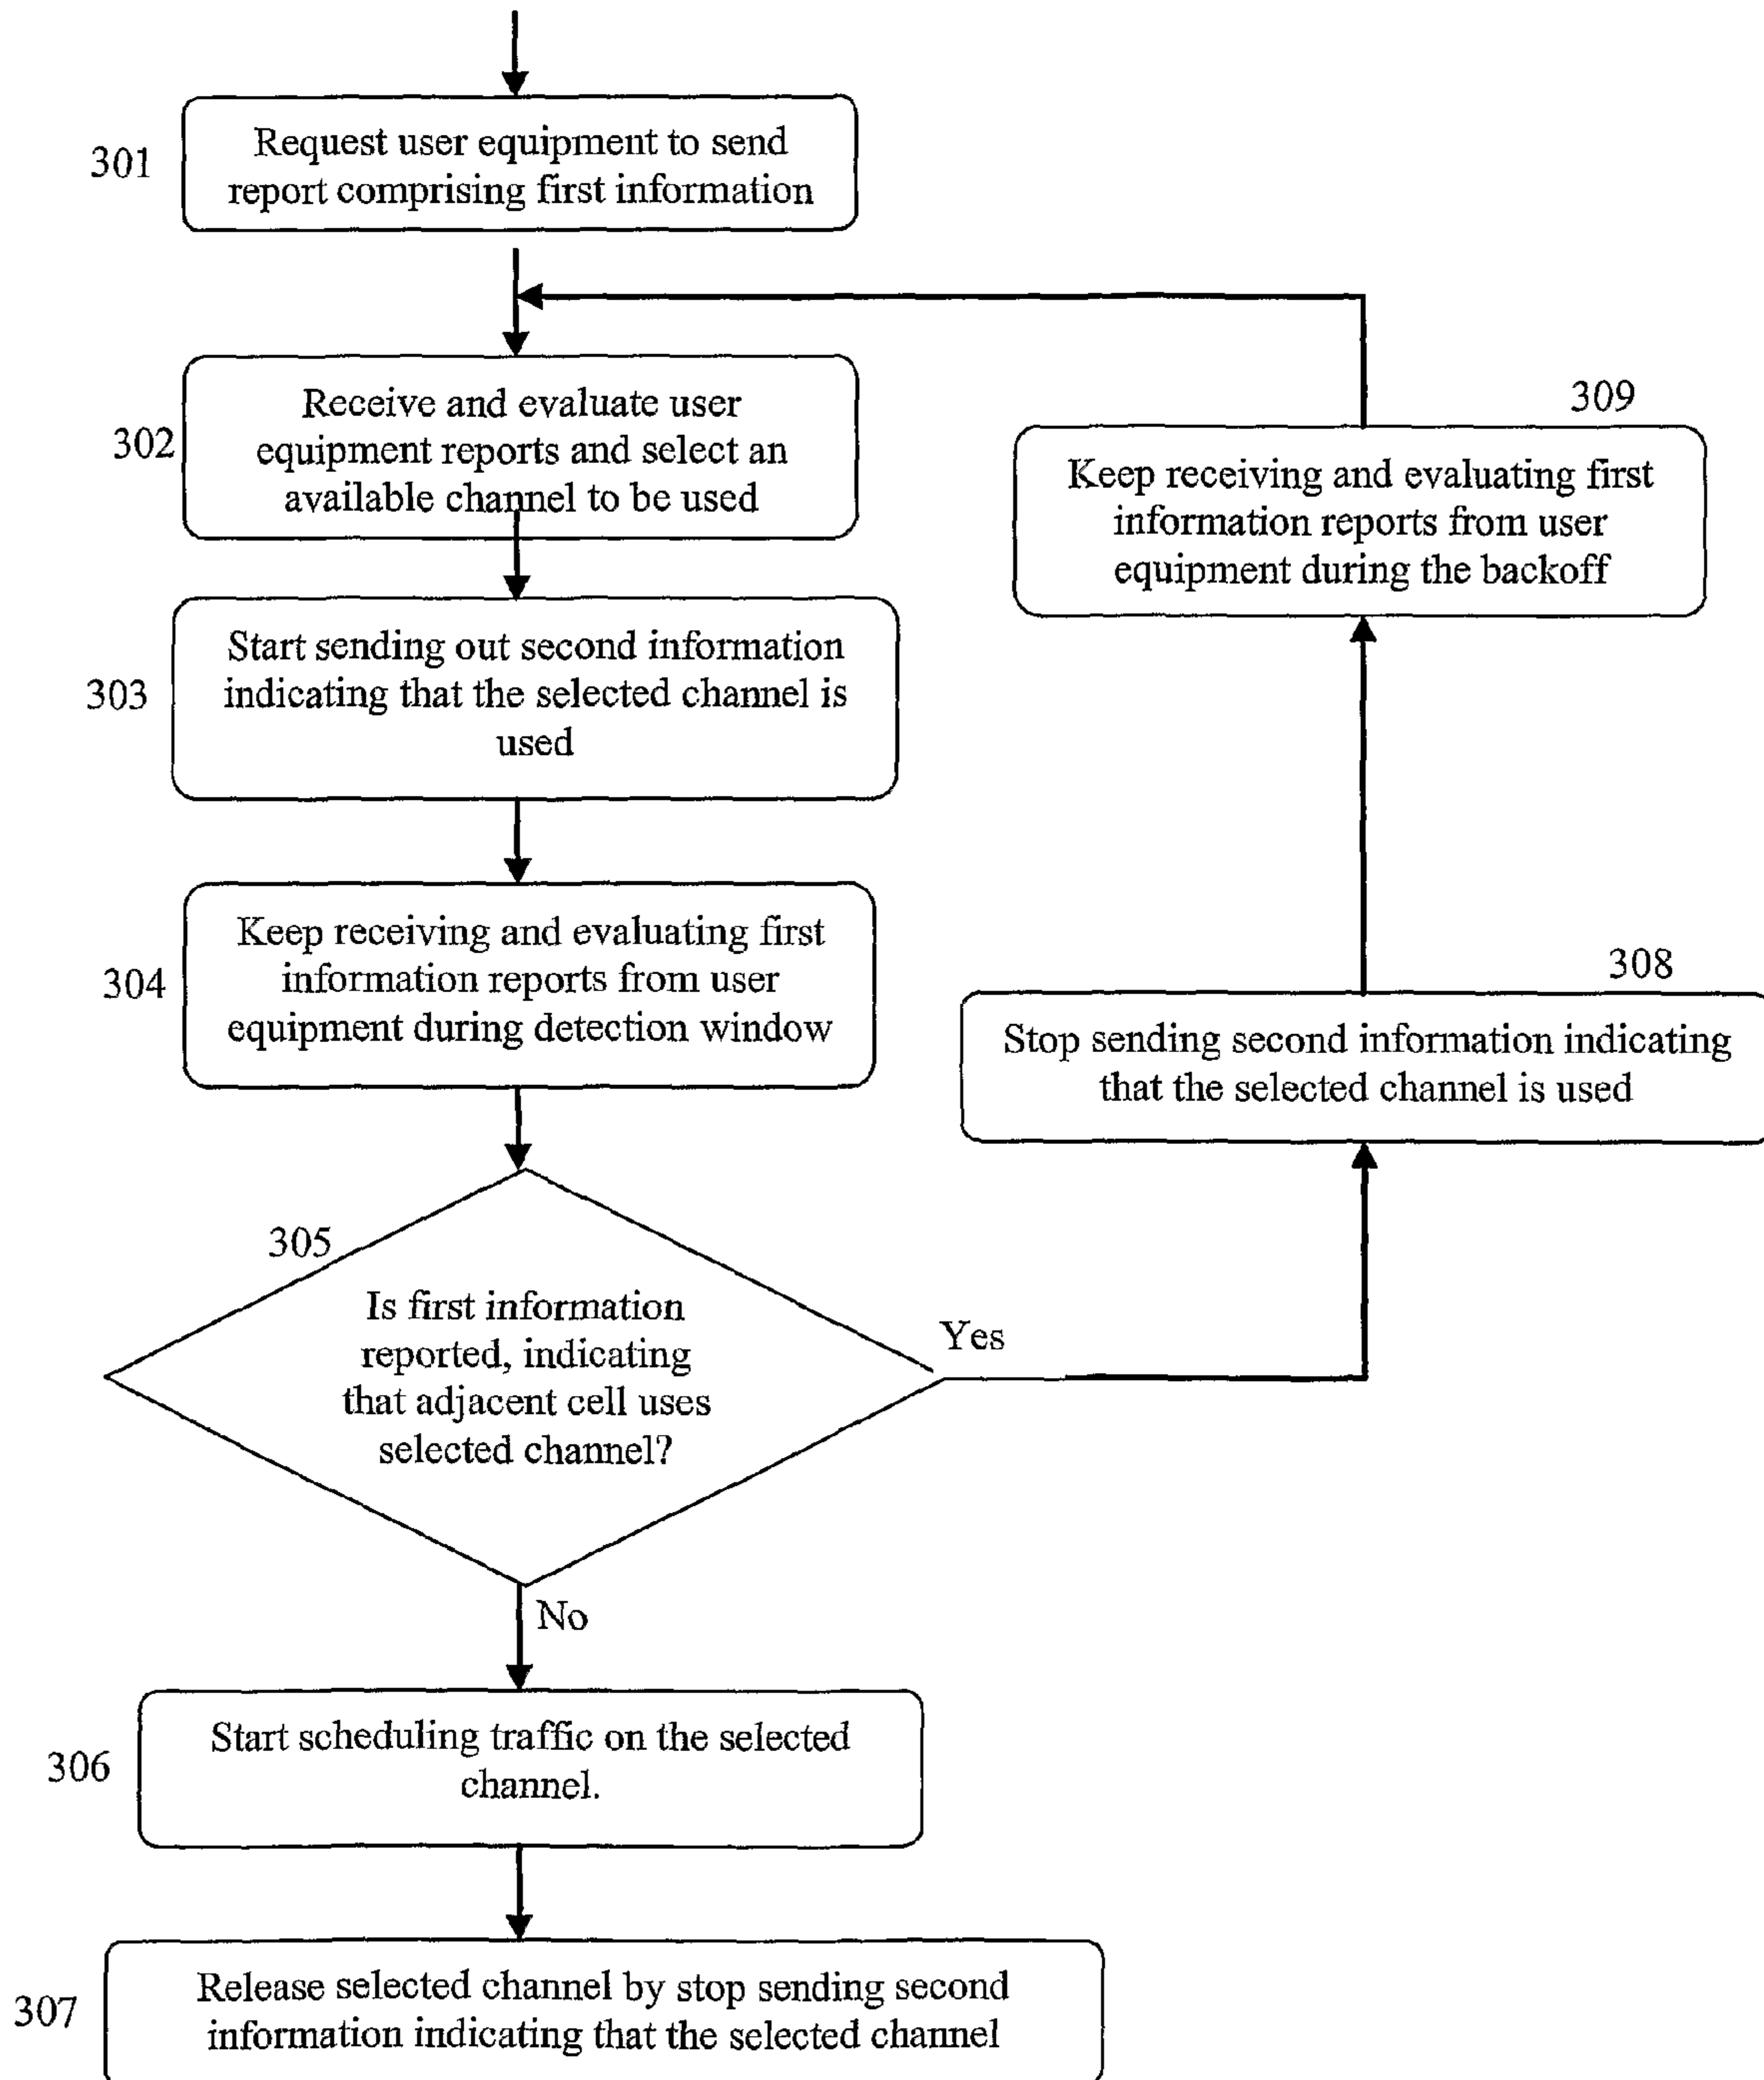 301
Request user equipment to send
report comprising first information
302
Receive and evaluate user
equipment reports and select an
available channel to be used
303
Start sending out second information
indicating that the selected channel is
used
304
Keep receiving and evaluating first
information reports from user
equipment during detection window
305
Is first information
reported, indicating
that adjacent cell uses
selected channel?
Yes
No
306
Start scheduling traffic on the selected
channel.
307
Release selected channel by stop sending second
information indicating that the selected channel
308
Stop sending second information indicating
that the selected channel is used
309
Keep receiving and evaluating first
information reports from user
equipment during the backoff